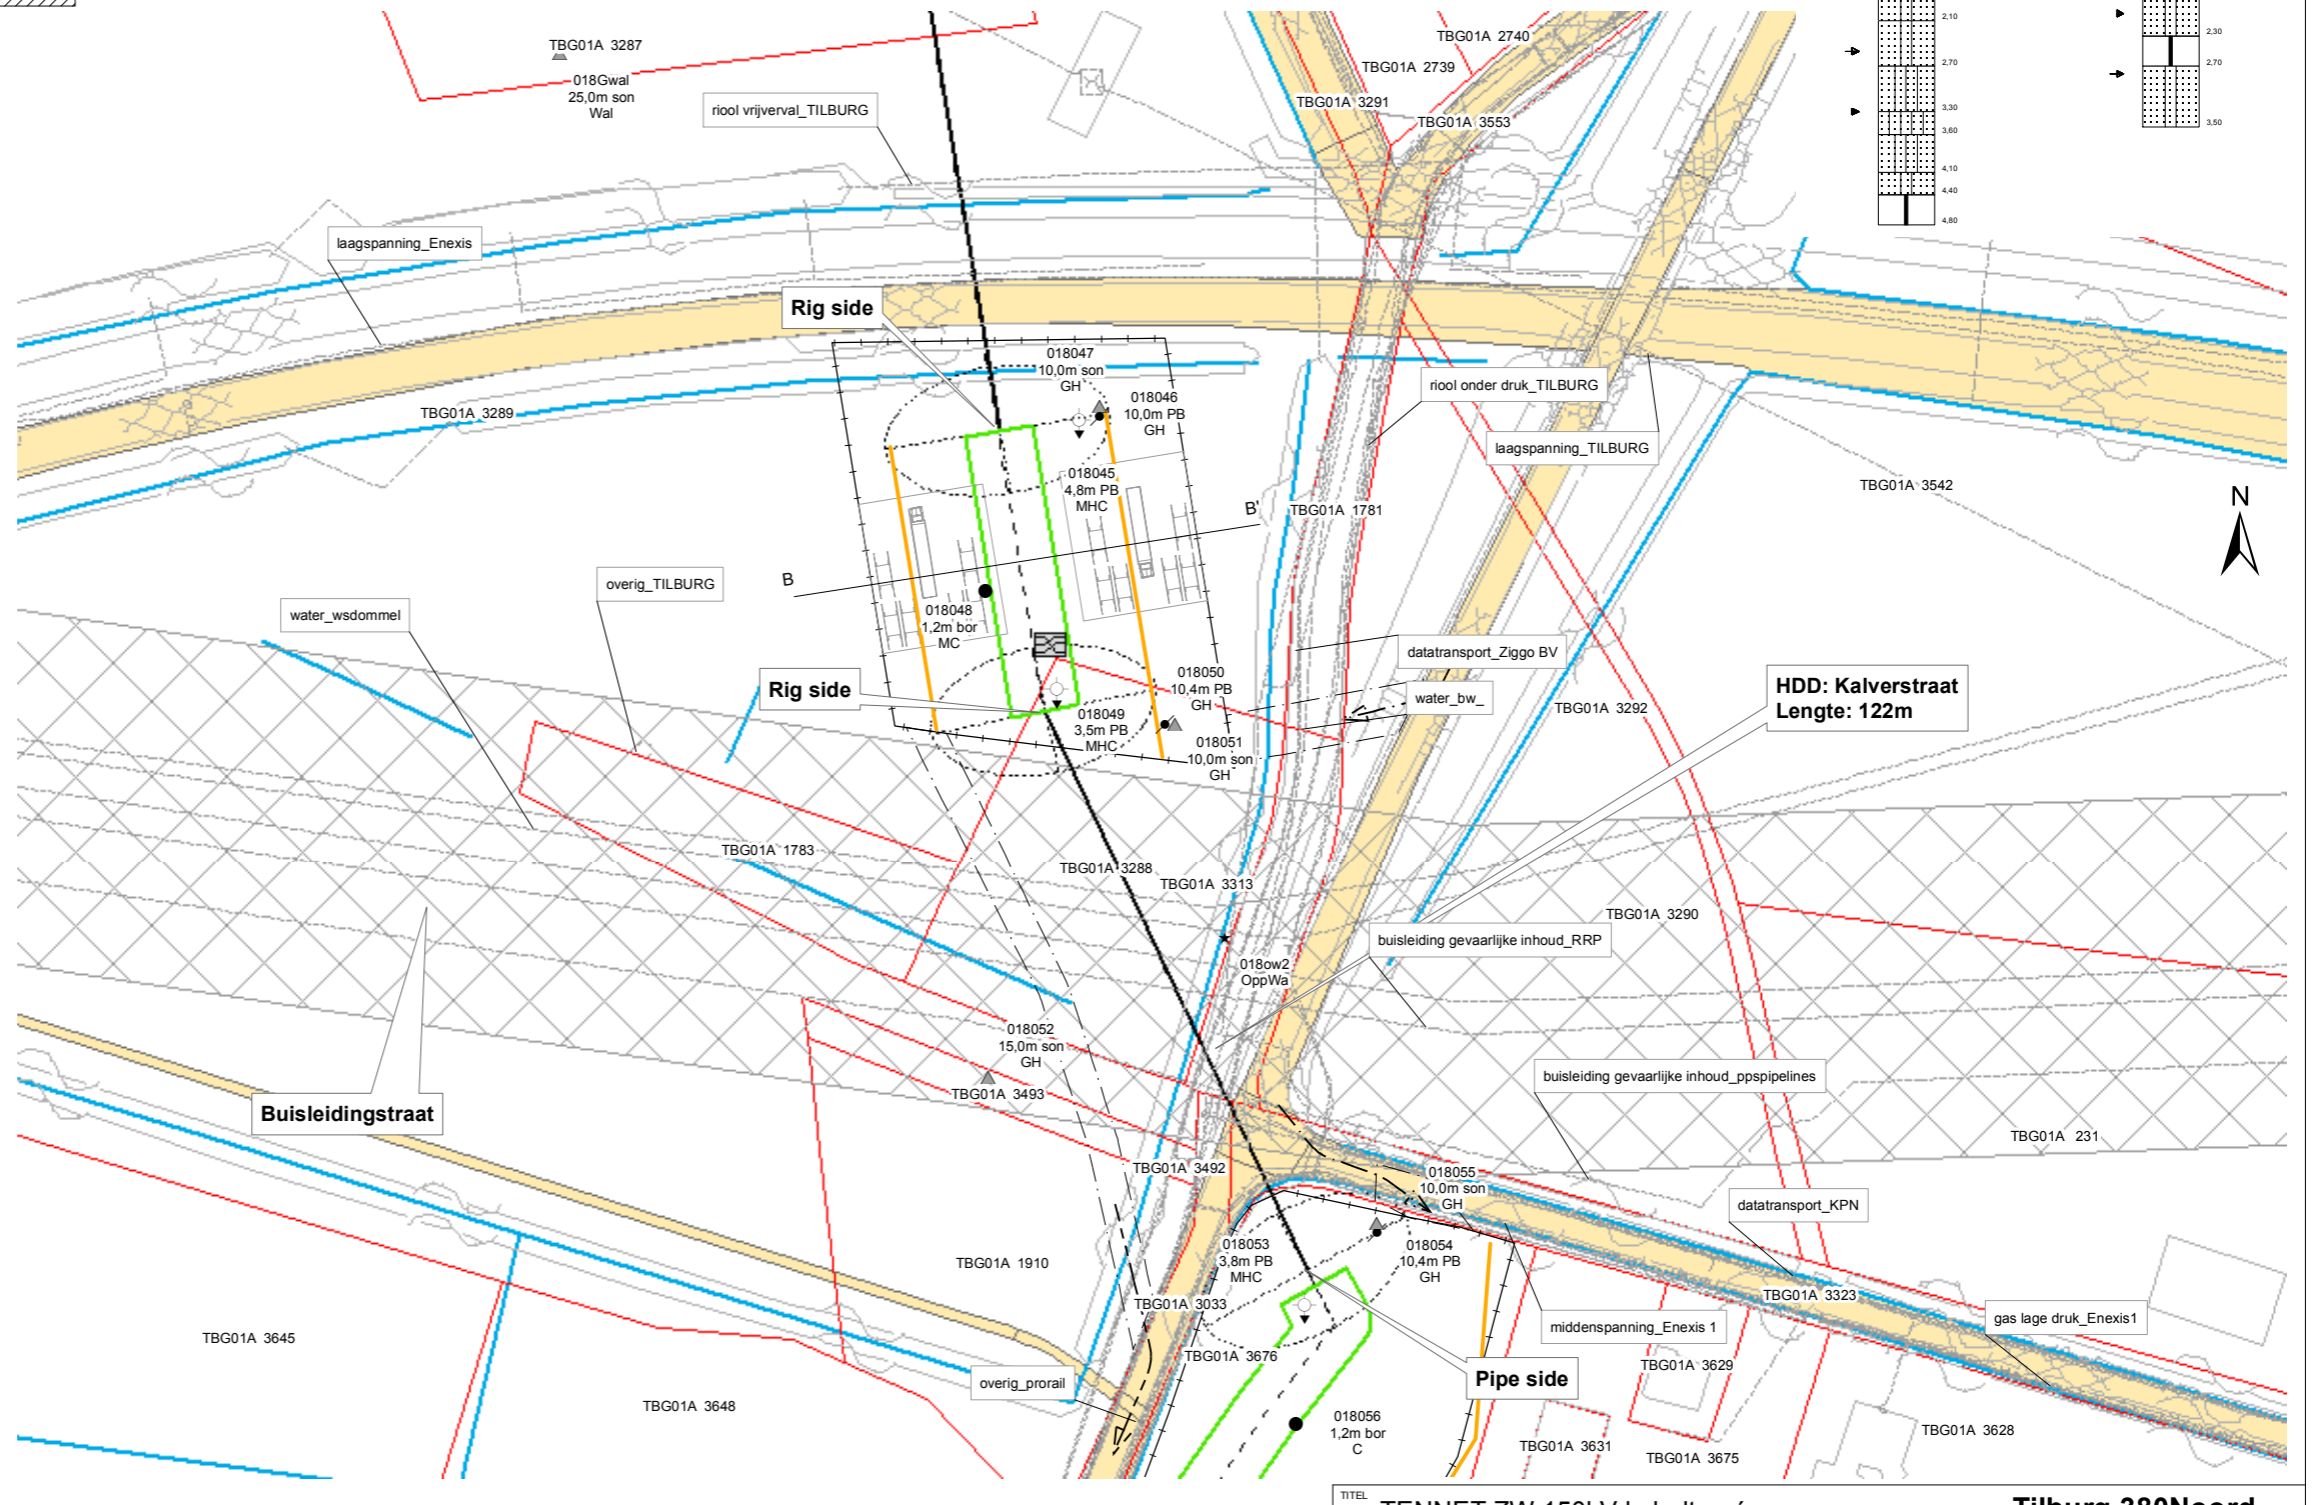 2,10
2,70
3,30
3,60
4,10
4,40
4,80
2,30
2,70
3,50
TBG01A 3287
018Gwal
25,0m son
Wal
riool vrijverval_TILBURG
TBG01A 2740
TBG01A 2739
TBG01A 3291
TBG01A 3553
laagspanning_Enexis
Rig side
018047
10,0m son
GH
018046
10,0m PB
GH
TBG01A 3289
riool onder druk_TILBURG
laagspanning_TILBURG
018045
4,8m PB
MHC
B'
TBG01A 1781
TBG01A 3542
N
B
overig_TILBURG
water_wsdommel
018048
1,2m bor
MC
datatransport_Ziggo BV
Rig side
018050
10,4m PB
GH
water_bw_
TBG01A 3292
HDD: Kalverstraat
Lengte: 122m
018049
3,5m PB
MHC
018051
10,0m son
GH
TBG01A 1783
TBG01A 3288
TBG01A 3313
TBG01A 3290
buisleiding gevaarlijke inhoud_RRP
018ow2
OppWa
018052
15,0m son
GH
TBG01A 3493
buisleiding gevaarlijke inhoud_ppspipelines
Buisleidingstraat
TBG01A 231
TBG01A 3492
018055
10,0m son
GH
datatransport_KPN
TBG01A 1910
018053
3,8m PB
MHC
018054
10,4m PB
GH
TBG01A 3033
TBG01A 3323
gas lage druk_Enexis1
middenspanning_Enexis 1
TBG01A 3645
TBG01A 3676
TBG01A 3629
overig_prorail
Pipe side
TBG01A 3648
018056
1,2m bor
C
TBG01A 3631
TBG01A 3675
TBG01A 3628
TITEL
TENNET ZW 150kV
Tilburg 380Noord